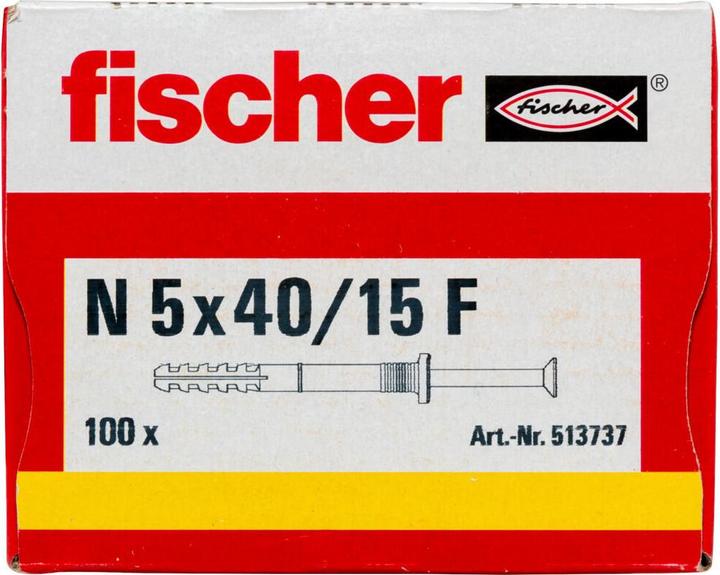 fischer fischer ®
N 5x40/15 F
100 x Art.-Nr. 513737